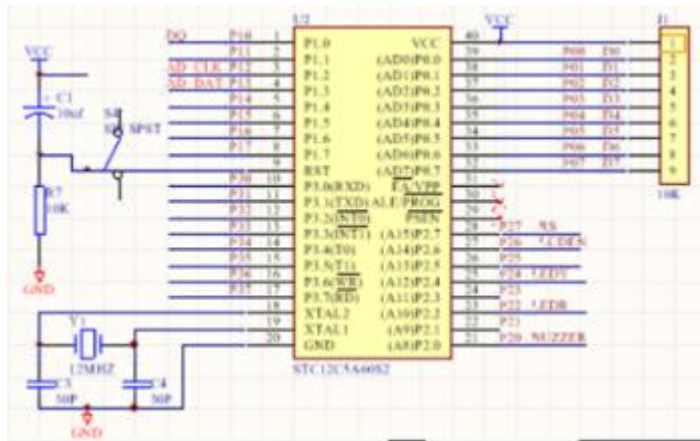 U2
J1
VCC
DQ P10 1 P1.0 VCC 40
P11 2 P1.1 (AD0)P0.0 39 P00 D0
AD_CLK P12 3 P1.2 (AD1)P0.1 38 P01 D1
AD_DAT P13 4 P1.3 (AD2)P0.2 37 P02 D2
P14 5 P1.4 (AD3)P0.3 36 P03 D3
P15 6 P1.5 (AD4)P0.4 35 P04 D4
P16 7 P1.6 (AD5)P0.5 34 P05 D5
P17 8 P1.7 (AD6)P0.6 33 P06 D6
9 RST (AD7)P0.7 32 P07 D7
P30 10 P3.0(RXD) EA/VPP 31
P31 11 P3.1(TXD) ALE/PROG 30
P32 12 P3.2(INT0) PSEN 29
P33 13 P3.3(INT1) (A15)P2.7 28 P27
P34 14 P3.4(T0) (A14)P2.6 27 P26
P35 15 P3.5(T1) (A13)P2.5 26 P25
P36 16 P3.6(WR) (A12)P2.4 25 P24
P37 17 P3.7(RD) (A11)P2.3 24 P23
18 XTAL2 (A10)P2.2 23 P22
19 XTAL1 (A9)P2.1 22 P21
20 GND (A8)P2.0 21 P20 BUZZER
STC12C5A60S2
1
2
3
4
5
6
7
8
9
10K
VCC
C1
10uf
SPST
R7
10K
GND
Y1
12MHZ
C3
30P
C4
30P
GND